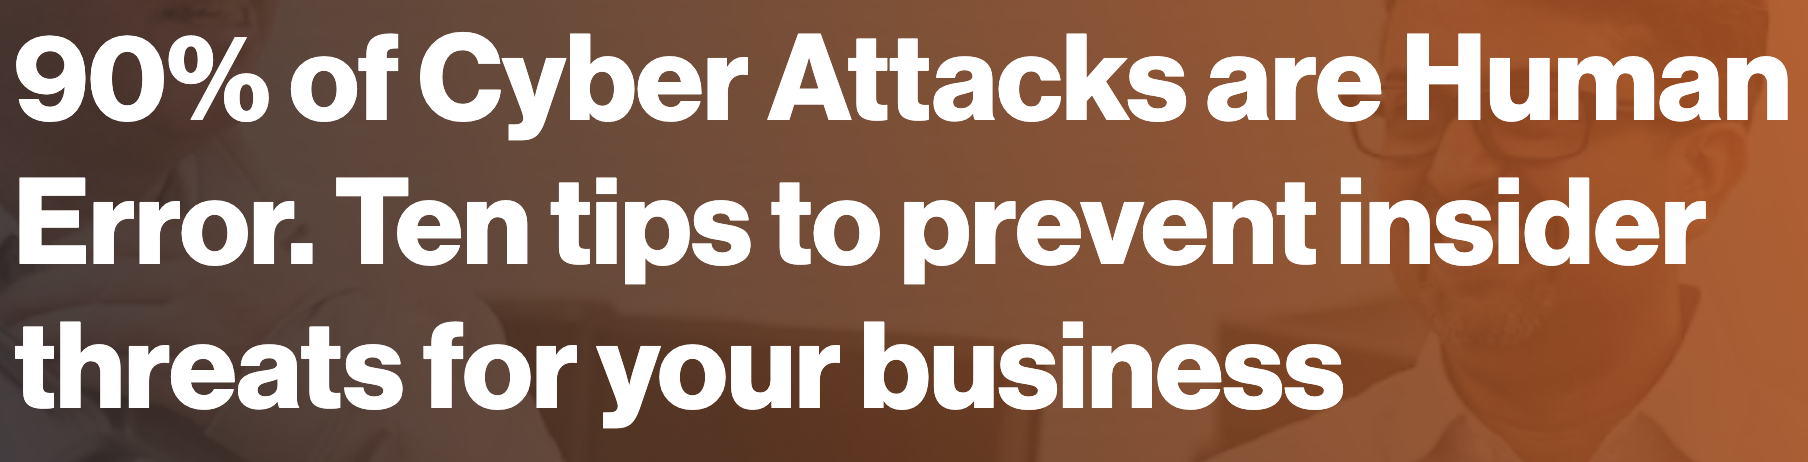 90% of Cyber Attacks are Human
Error. Ten tips to prevent insider
threats for your business